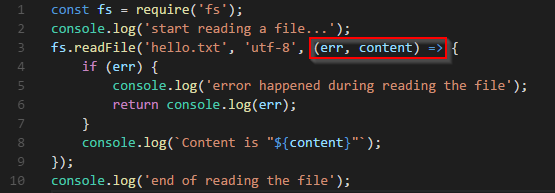 1 const fs = require('fs');
2 console.log('start reading a file...');
3 fs.readFile('hello.txt', 'utf-8', (err, content) => {
4     if (err) {
5         console.log('error happened during reading the file');
6         return console.log(err);
7     }
8     console.log(`Content is "${content}"`);
9 });
10 console.log('end of reading the file');